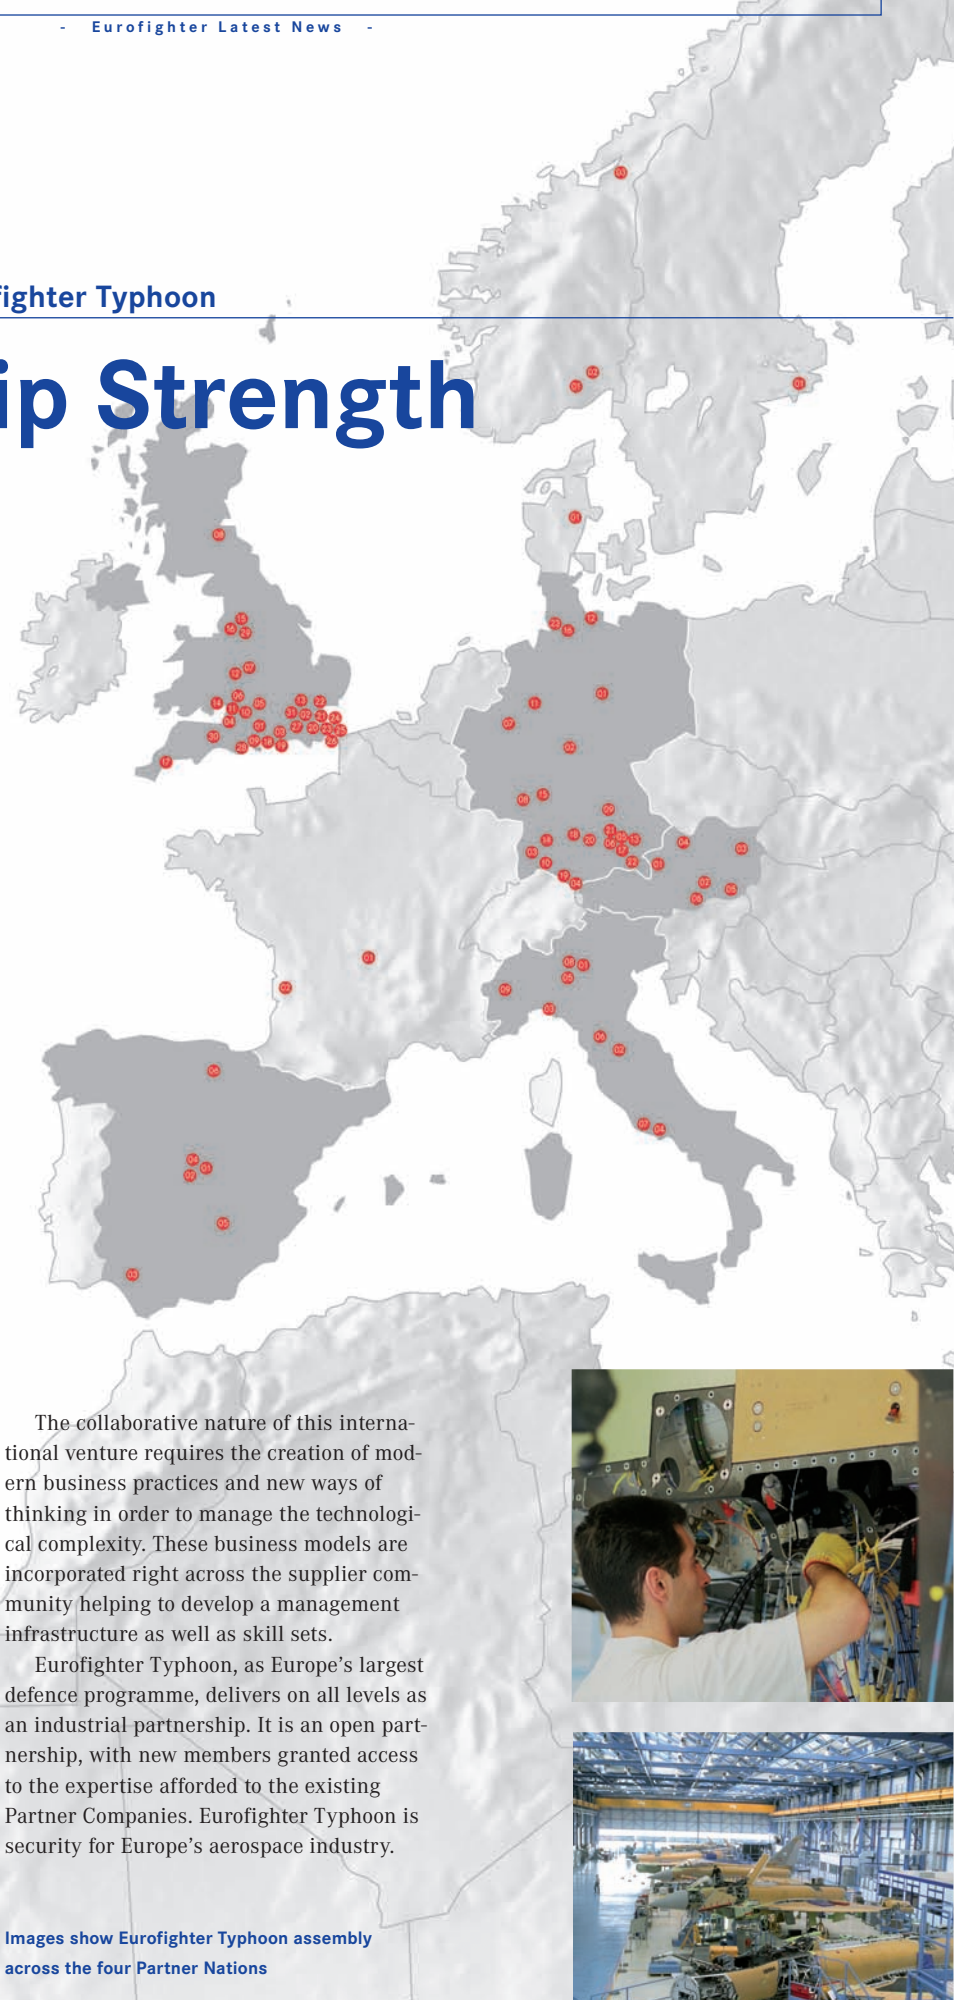 - Eurofighter Latest News -
fighter Typhoon
ip Strength
The collaborative nature of this interna-
tional venture requires the creation of mod-
ern business practices and new ways of
thinking in order to manage the technologi-
cal complexity. These business models are
incorporated right across the supplier com-
munity helping to develop a management
infrastructure as well as skill sets.
Eurofighter Typhoon, as Europe's largest
defence programme, delivers on all levels as
an industrial partnership. It is an open part-
nership, with new members granted access
to the expertise afforded to the existing
Partner Companies. Eurofighter Typhoon is
security for Europe's aerospace industry.
Images show Eurofighter Typhoon assembly
across the four Partner Nations